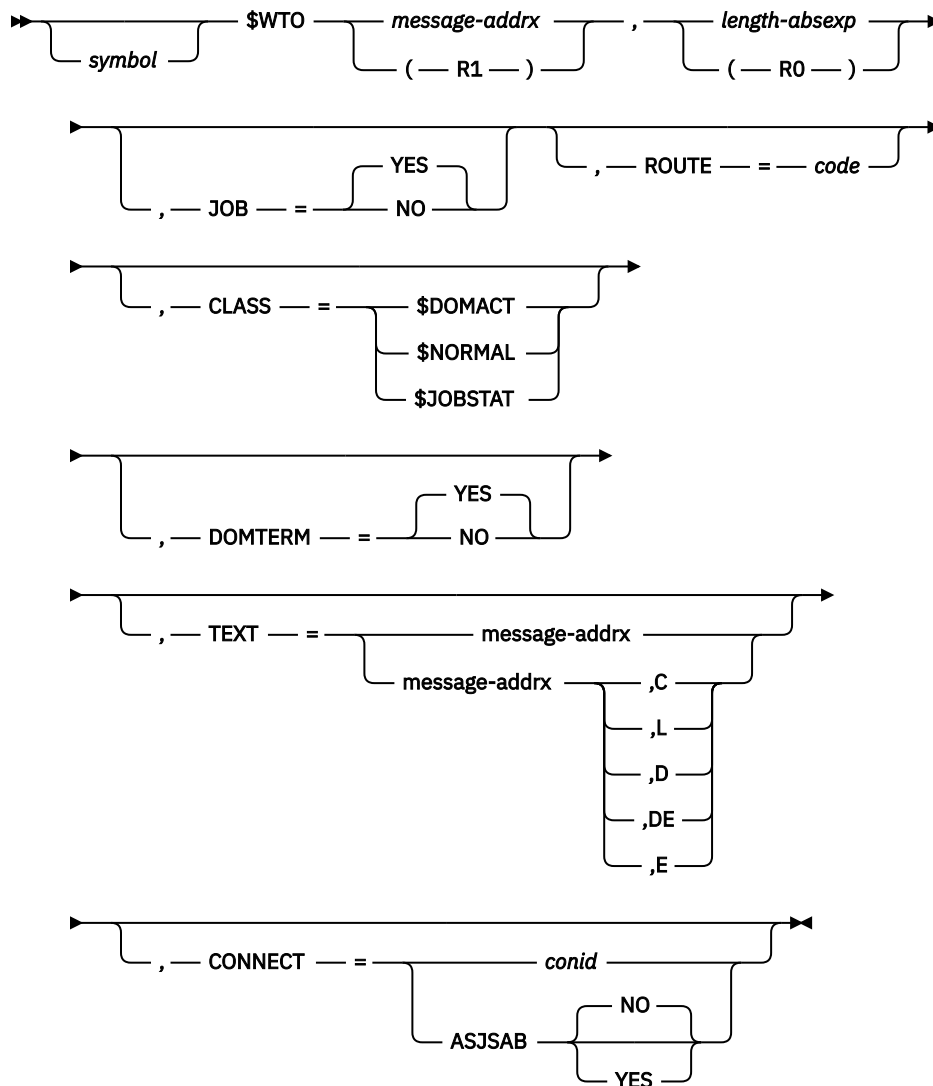 $WTO message-addrx , length-absexp
symbol ( R1 ) ( R0 )
YES , ROUTE = code
, JOB = NO
, CLASS = $DOMACT
$NORMAL
$JOBSTAT
YES
, DOMTERM = NO
, TEXT = message-addrx
message-addrx ,C
,L
,D
,DE
,E
, CONNECT = conid
NO
ASJSAB
YES